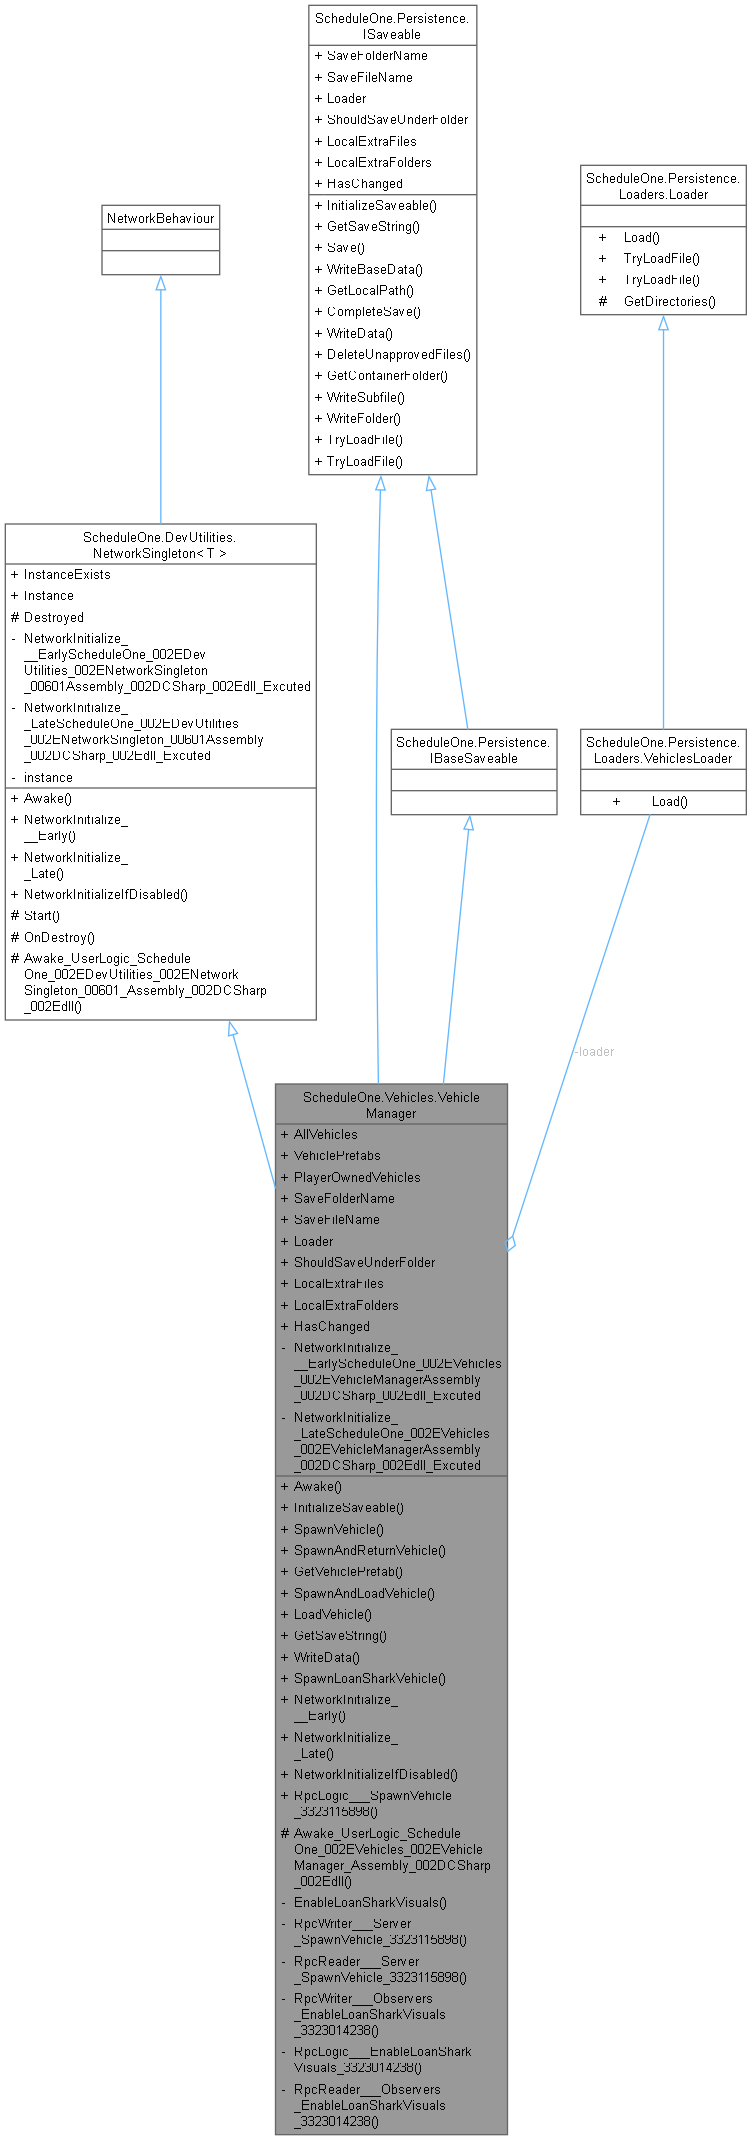 ScheduleOne.Persistence.
ISaveable
+ SaveFolderName
+ SaveFileName
+ Loader
+ ShouldSaveUnderFolder
+ LocalExtraFiles
+ LocalExtraFolders
+ HasChanged
+ InitializeSaveable()
+ GetSaveString()
+ Save()
+ WriteBaseData()
+ GetLocalPath()
+ CompleteSave()
+ WriteData()
+ DeleteUnapprovedFiles()
+ GetContainerFolder()
+ WriteSubfile()
+ WriteFolder()
+ TryLoadFile()
+ TryLoadFile()
ScheduleOne.Persistence.
Loaders.Loader
+ Load()
+ TryLoadFile()
+ TryLoadFile()
# GetDirectories()
NetworkBehaviour
ScheduleOne.DevUtilities.
NetworkSingleton< T >
+ InstanceExists
+ Instance
# Destroyed
- NetworkInitialize_
__EarlyScheduleOne_002EDev
Utilities_002ENetworkSingleton
_00601Assembly_002DCSharp_002Edll_Excuted
- NetworkInitialize_
_LateScheduleOne_002EDevUtilities
_002ENetworkSingleton_00601Assembly
_002DCSharp_002Edll_Excuted
- instance
+ Awake()
+ NetworkInitialize_
__Early()
+ NetworkInitialize_
_Late()
+ NetworkInitializeIfDisabled()
# Start()
# OnDestroy()
# Awake_UserLogic_Schedule
One_002EDevUtilities_002ENetwork
Singleton_00601_Assembly_002DCSharp
_002Edll()
ScheduleOne.Persistence.
IBaseSaveable
ScheduleOne.Persistence.
Loaders.VehiclesLoader
+ Load()
-loader
ScheduleOne.Vehicles.Vehicle
Manager
+ AllVehicles
+ VehiclePrefabs
+ PlayerOwnedVehicles
+ SaveFolderName
+ SaveFileName
+ Loader
+ ShouldSaveUnderFolder
+ LocalExtraFiles
+ LocalExtraFolders
+ HasChanged
- NetworkInitialize_
__EarlyScheduleOne_002EVehicles
_002EVehicleManagerAssembly
_002DCSharp_002Edll_Excuted
- NetworkInitialize_
_LateScheduleOne_002EVehicles
_002EVehicleManagerAssembly
_002DCSharp_002Edll_Excuted
+ Awake()
+ InitializeSaveable()
+ SpawnVehicle()
+ SpawnAndReturnVehicle()
+ GetVehiclePrefab()
+ SpawnAndLoadVehicle()
+ LoadVehicle()
+ GetSaveString()
+ WriteData()
+ SpawnLoanSharkVehicle()
+ NetworkInitialize_
__Early()
+ NetworkInitialize_
_Late()
+ NetworkInitializeIfDisabled()
+ RpcLogic___SpawnVehicle
_3323115898()
# Awake_UserLogic_Schedule
One_002EVehicles_002EVehicle
Manager_Assembly_002DCSharp
_002Edll()
- EnableLoanSharkVisuals()
- RpcWriter___Server
_SpawnVehicle_3323115898()
- RpcReader___Server
_SpawnVehicle_3323115898()
- RpcWriter___Observers
_EnableLoanSharkVisuals
_3323014238()
- RpcLogic___EnableLoanShark
Visuals_3323014238()
- RpcReader___Observers
_EnableLoanSharkVisuals
_3323014238()